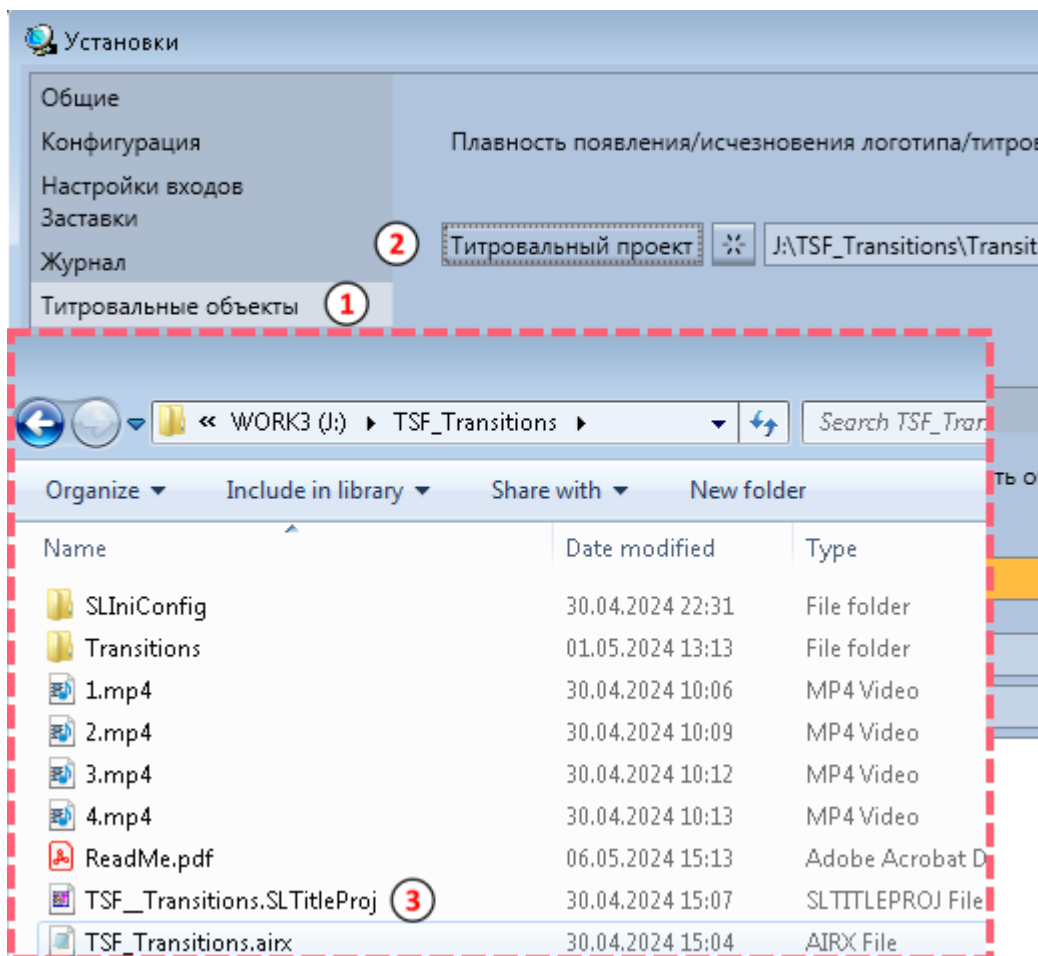 Установки
Общие
Конфигурация
Настройки входов
Заставки
Журнал
Титровальные объекты 1
Плавность появления/исчезновения логотипа/титров
2 Титровальный проект J:\TSF_Transitions\Transit
« WORK3 (J:) TSF_Transitions Search TSF_Tran
Organize Include in library Share with New folder
ть о
Name Date modified Type
SLIniConfig 30.04.2024 22:31 File folder
Transitions 01.05.2024 13:13 File folder
1.mp4 30.04.2024 10:06 MP4 Video
2.mp4 30.04.2024 10:09 MP4 Video
3.mp4 30.04.2024 10:12 MP4 Video
4.mp4 30.04.2024 10:13 MP4 Video
ReadMe.pdf 06.05.2024 15:13 Adobe Acrobat D
TSF__Transitions.SLTitleProj 3 30.04.2024 15:07 SLTITLEPROJ File
TSF_Transitions.airx 30.04.2024 15:04 AIRX File